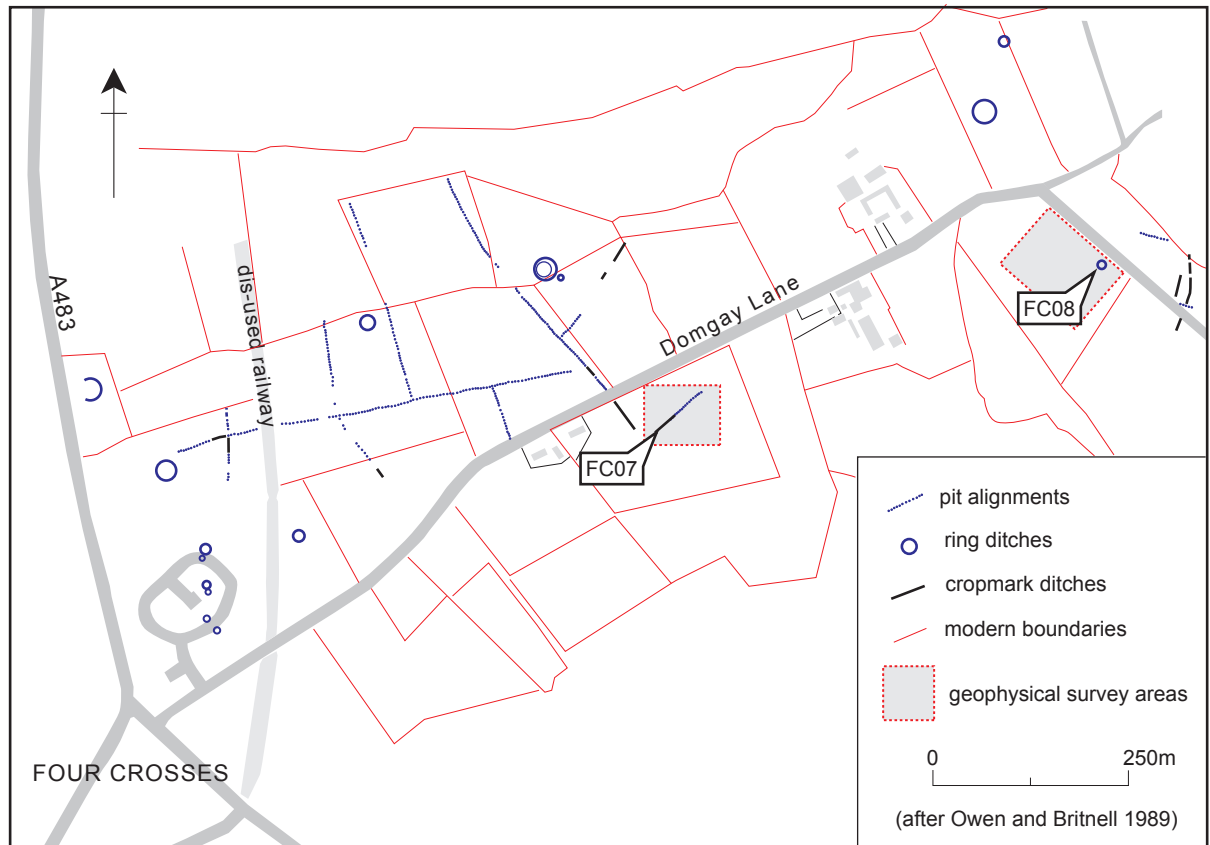 A483
dis-used railway
Domgay Lane
FC08
FC07
FOUR CROSSES
pit alignments
ring ditches
cropmark ditches
modern boundaries
geophysical survey areas
0 250m
(after Owen and Britnell 1989)